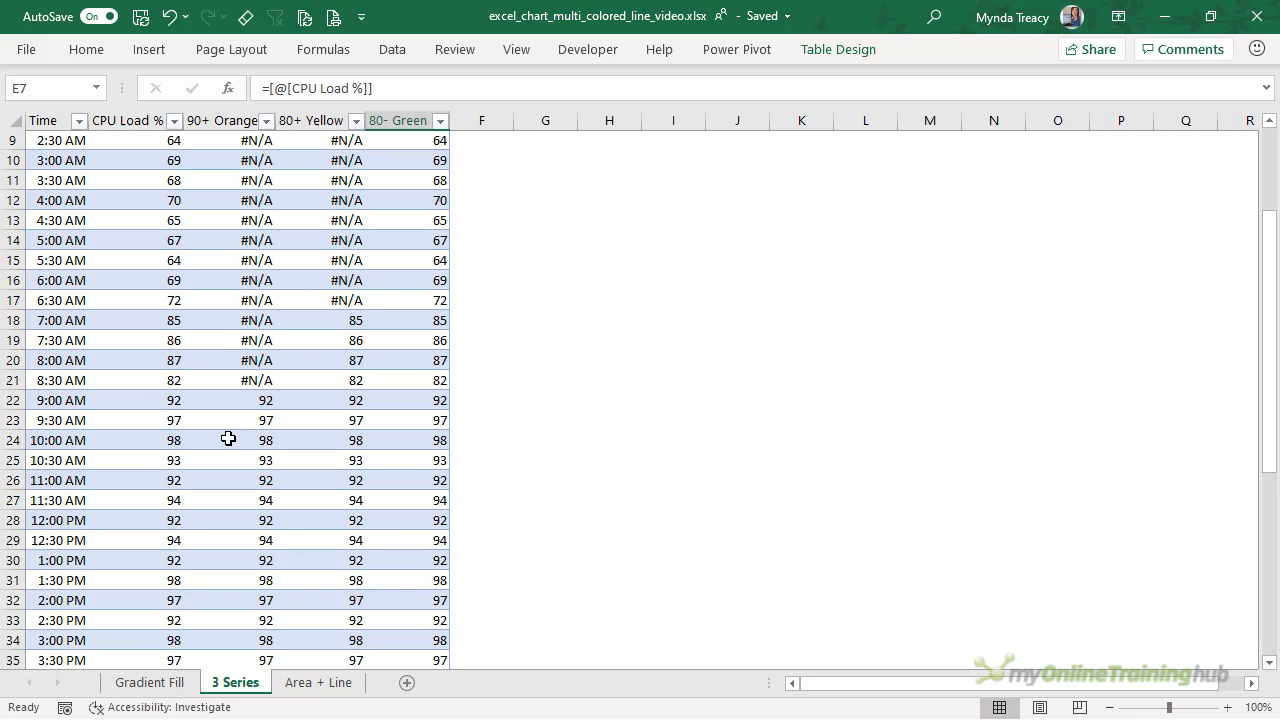 AutoSave On excel_chart_multi_colored_line_video.xlsx - Saved Mynda Treacy
File Home Insert Page Layout Formulas Data Review View Developer Help Power Pivot Table Design Share Comments
E7 fx =[@[CPU Load %]]
Time CPU Load % 90+ Orange 80+ Yellow 80- Green F G H I J K L M N O P Q R
9 2:30 AM 64 #N/A #N/A 64
10 3:00 AM 69 #N/A #N/A 69
11 3:30 AM 68 #N/A #N/A 68
12 4:00 AM 70 #N/A #N/A 70
13 4:30 AM 65 #N/A #N/A 65
14 5:00 AM 67 #N/A #N/A 67
15 5:30 AM 64 #N/A #N/A 64
16 6:00 AM 69 #N/A #N/A 69
17 6:30 AM 72 #N/A #N/A 72
18 7:00 AM 85 #N/A 85 85
19 7:30 AM 86 #N/A 86 86
20 8:00 AM 87 #N/A 87 87
21 8:30 AM 82 #N/A 82 82
22 9:00 AM 92 92 92 92
23 9:30 AM 97 97 97 97
24 10:00 AM 98 98 98 98
25 10:30 AM 93 93 93 93
26 11:00 AM 92 92 92 92
27 11:30 AM 94 94 94 94
28 12:00 PM 92 92 92 92
29 12:30 PM 94 94 94 94
30 1:00 PM 92 92 92 92
31 1:30 PM 98 98 98 98
32 2:00 PM 97 97 97 97
33 2:30 PM 92 92 92 92
34 3:00 PM 98 98 98 98
35 3:30 PM 97 97 97 97
myOnlineTrainingHub
Gradient Fill 3 Series Area + Line
Ready Accessibility: Investigate 100%